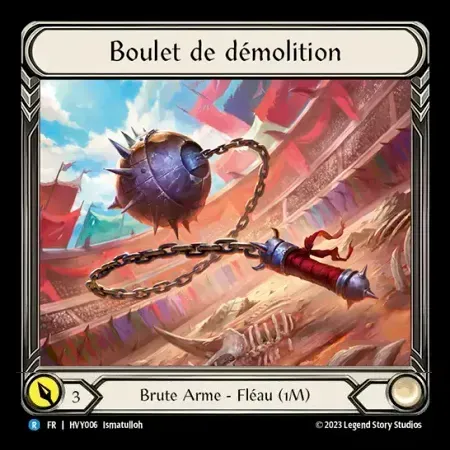 Boulet de démolition
3
Brute Arme - Fléau (1M)
R FR | HVY006 Ismatulloh
©2023 Legend Story Studios